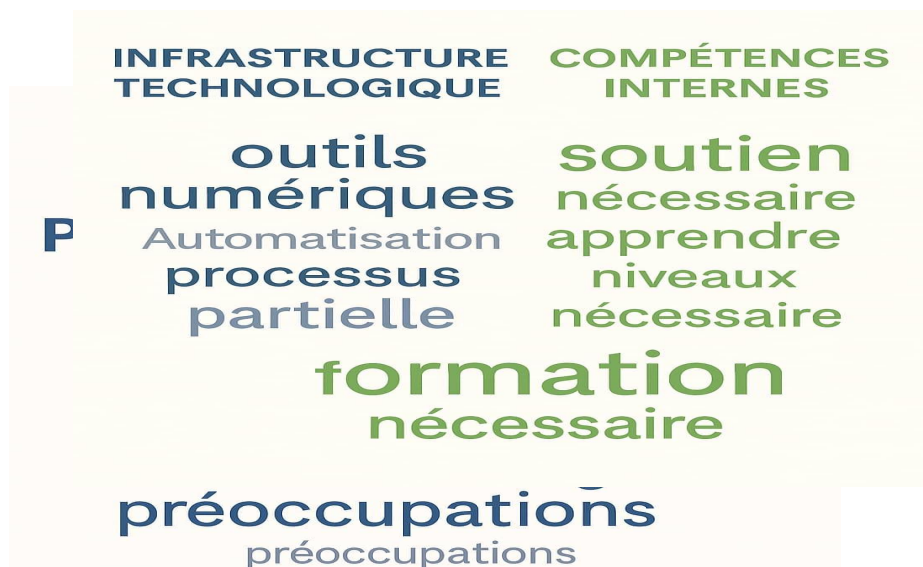 INFRASTRUCTURE
TECHNOLOGIQUE
outils
numériques
Automatisation
processus
partielle
COMPÉTENCES
INTERNES
soutien
nécessaire
apprendre
niveaux
nécessaire
formation
nécessaire
P
préoccupations
préoccupations